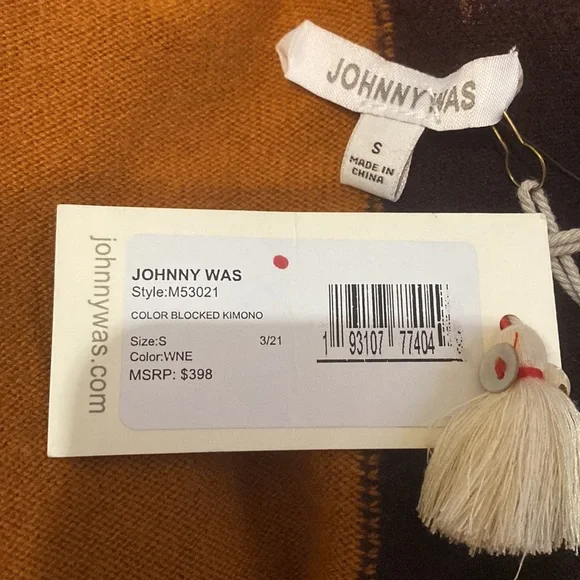 JOHNNY WAS
S
MADE IN
CHINA
johnnywas.com
JOHNNY WAS
Style:M53021
COLOR BLOCKED KIMONO
Size:S 3/21
Color:WNE
MSRP: $398
1 93107 77404